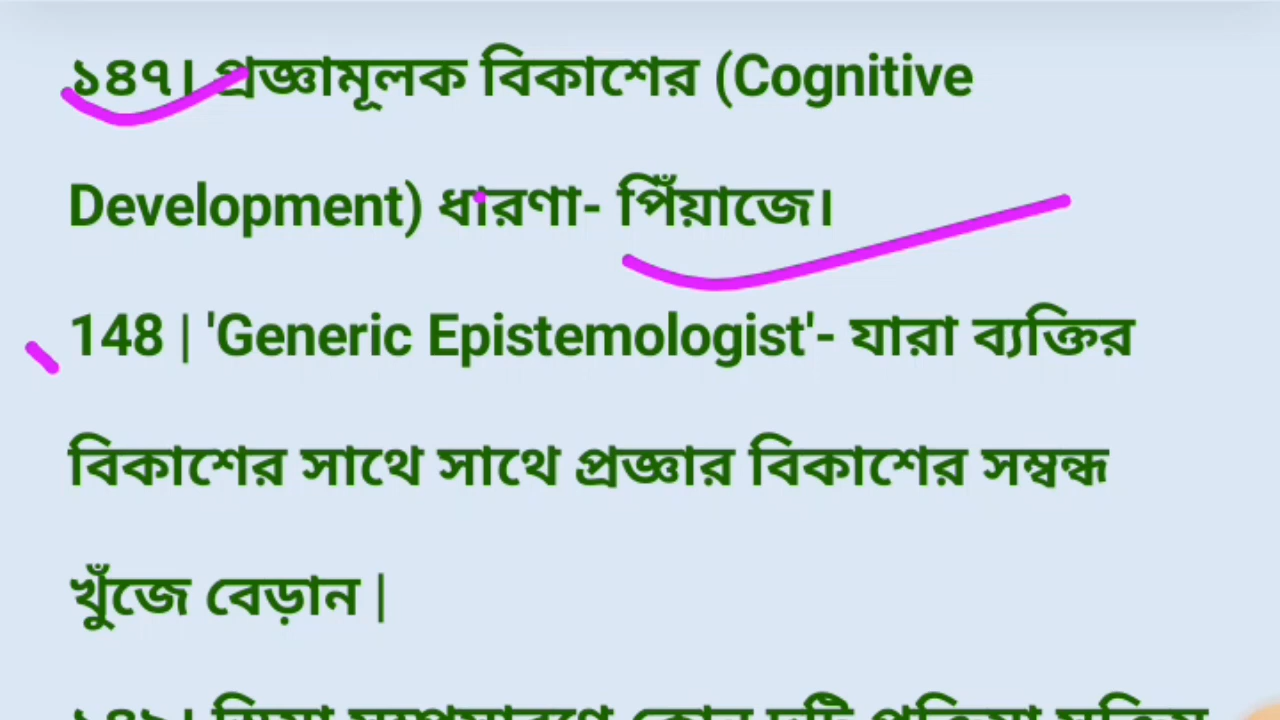 ১৪৭। প্রজ্ঞামূলক বিকাশের (Cognitive
Development) ধারণা- পিঁয়াজে।
148 | 'Generic Epistemologist'- যারা ব্যক্তির
বিকাশের সাথে সাথে প্রজ্ঞার বিকাশের সম্বন্ধ
খুঁজে বেড়ান |